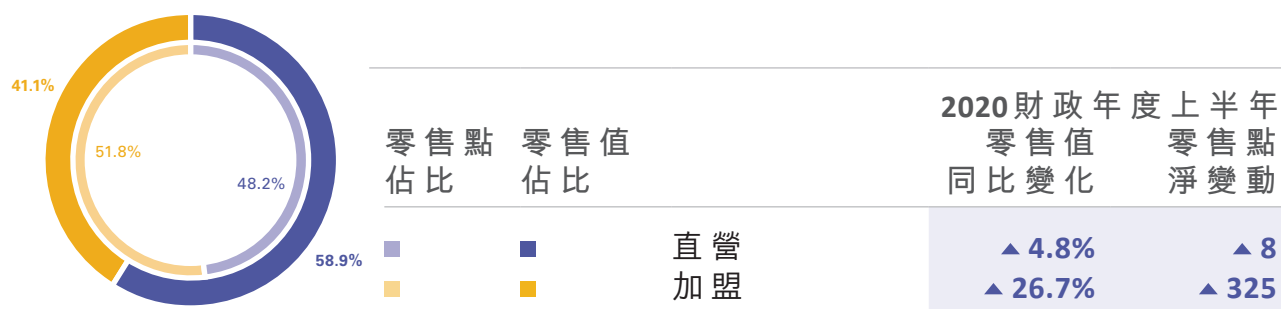 41.1%
51.8%
48.2%
58.9%
2020財政年度上半年
零售點 零售值 零售值 零售點
佔比 佔比 同比變化 淨變動
直營 ▲ 4.8% ▲ 8
加盟 ▲ 26.7% ▲ 325